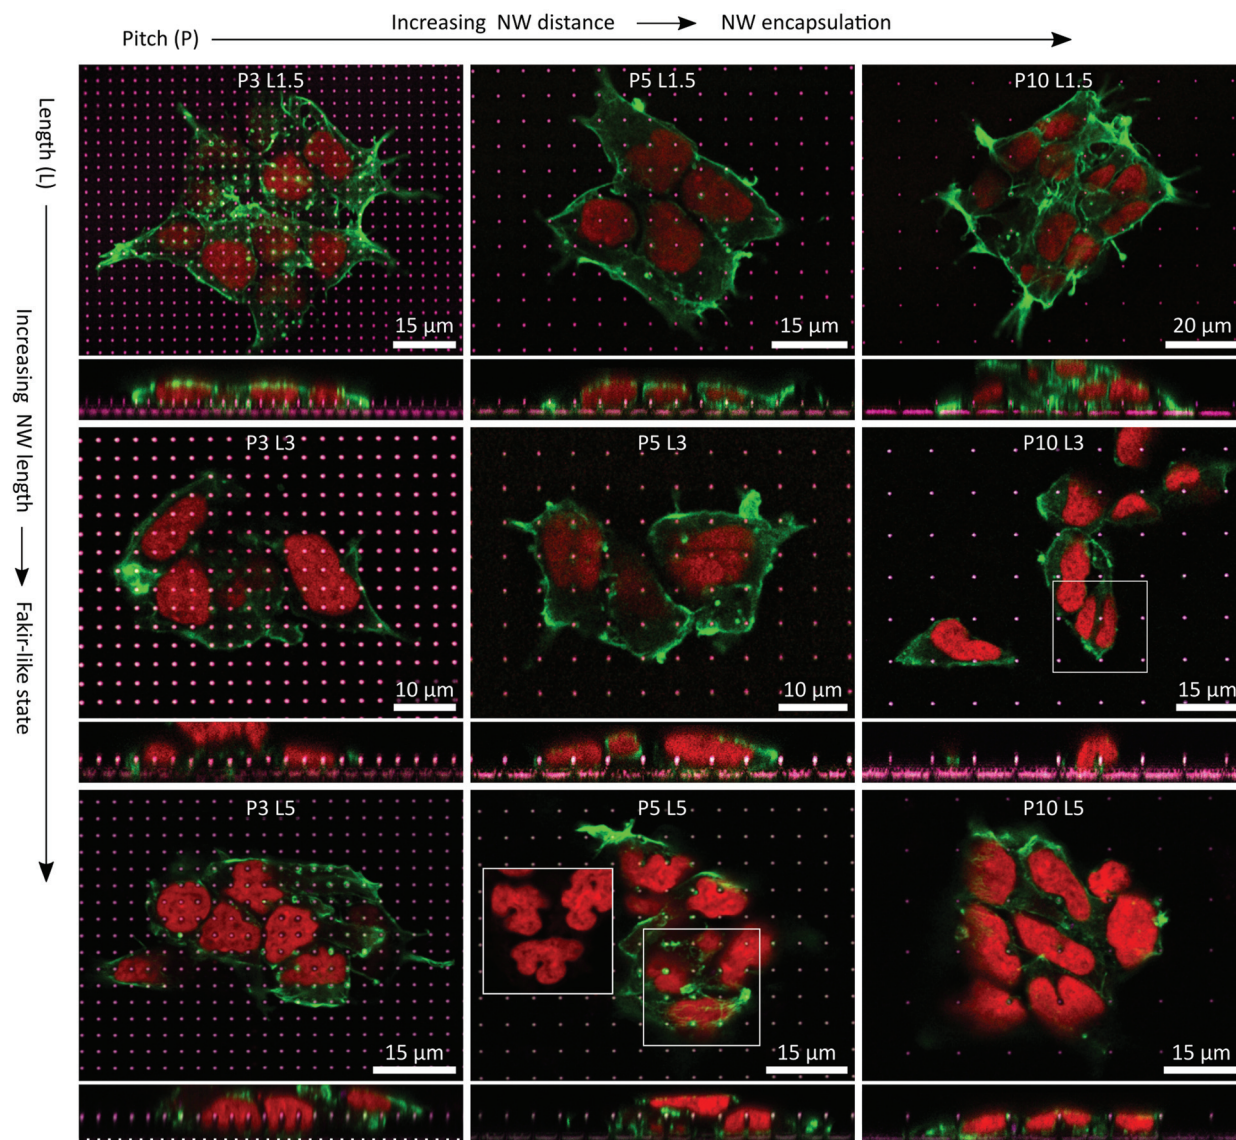 Increasing NW distance → NW encapsulation
Pitch (P)
Length (L)
Increasing NW length → Fakir-like state
P3 L1.5
15 µm
P5 L1.5
15 µm
P10 L1.5
20 µm
P3 L3
10 µm
P5 L3
10 µm
P10 L3
15 µm
P3 L5
15 µm
P5 L5
15 µm
P10 L5
15 µm